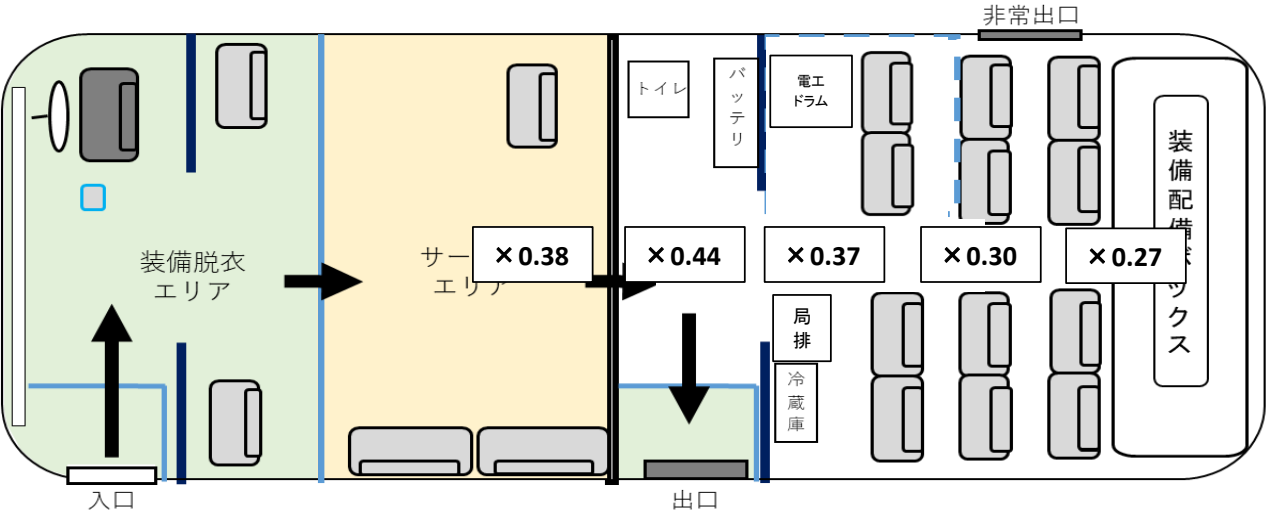 非常出口
トイレ
バッテリ
電工
ドラム
装備配備ボックス
装備脱衣
エリア
サー
エリア
×0.38
×0.44
×0.37
×0.30
×0.27
局排
冷蔵庫
入口
出口